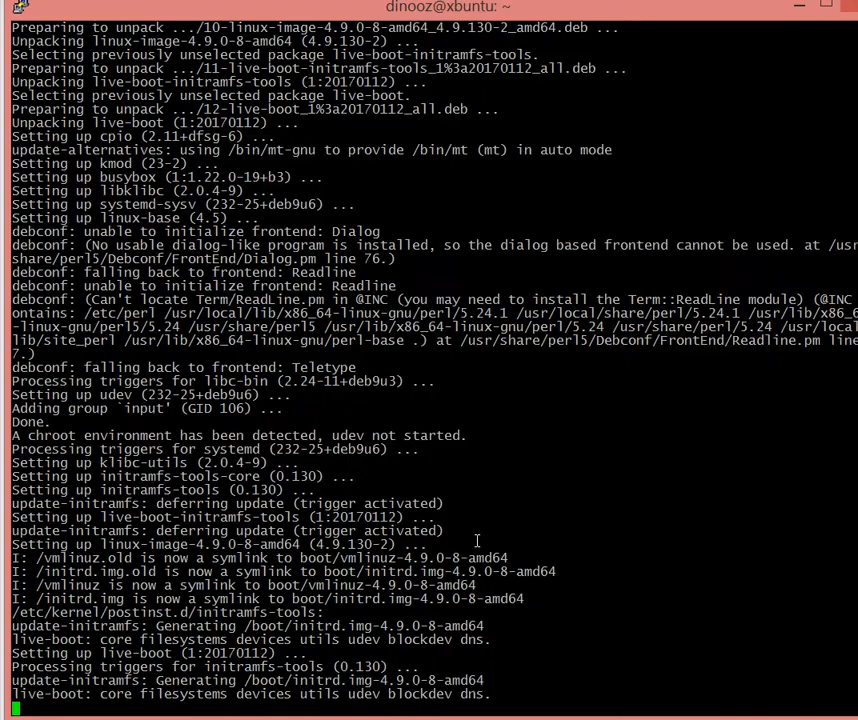 dinooz@xbuntu: ~
Preparing to unpack .../10-linux-image-4.9.0-8-amd64_4.9.130-2_amd64.deb ...
Unpacking linux-image-4.9.0-8-amd64 (4.9.130-2) ...
Selecting previously unselected package live-boot-initramfs-tools.
Preparing to unpack .../11-live-boot-initramfs-tools_1%3a20170112_all.deb ...
Unpacking live-boot-initramfs-tools (1:20170112) ...
Selecting previously unselected package live-boot.
Preparing to unpack .../12-live-boot_1%3a20170112_all.deb ...
Unpacking live-boot (1:20170112) ...
Setting up cpio (2.11+dfsg-6) ...
update-alternatives: using /bin/mt-gnu to provide /bin/mt (mt) in auto mode
Setting up kmod (23-2) ...
Setting up busybox (1:1.22.0-19+b3) ...
Setting up libklibc (2.0.4-9) ...
Setting up systemd-sysv (232-25+deb9u6) ...
Setting up linux-base (4.5) ...
debconf: unable to initialize frontend: Dialog
debconf: (No usable dialog-like program is installed, so the dialog based frontend cannot be used. at /usr
share/perl5/Debconf/FrontEnd/Dialog.pm line 76.)
debconf: falling back to frontend: Readline
debconf: unable to initialize frontend: Readline
debconf: (Can't locate Term/ReadLine.pm in @INC (you may need to install the Term::ReadLine module) (@INC
ontains: /etc/perl /usr/local/lib/x86_64-linux-gnu/perl/5.24.1 /usr/local/share/perl/5.24.1 /usr/lib/x86_6
-linux-gnu/perl5/5.24 /usr/share/perl5 /usr/lib/x86_64-linux-gnu/perl/5.24 /usr/share/perl/5.24 /usr/local
lib/site_perl /usr/lib/x86_64-linux-gnu/perl-base .) at /usr/share/perl5/Debconf/FrontEnd/Readline.pm line
7.)
debconf: falling back to frontend: Teletype
Processing triggers for libc-bin (2.24-11+deb9u3) ...
Setting up udev (232-25+deb9u6) ...
Adding group `input' (GID 106) ...
Done.
A chroot environment has been detected, udev not started.
Processing triggers for systemd (232-25+deb9u6) ...
Setting up klibc-utils (2.0.4-9) ...
Setting up initramfs-tools-core (0.130) ...
Setting up initramfs-tools (0.130) ...
update-initramfs: deferring update (trigger activated)
Setting up live-boot-initramfs-tools (1:20170112) ...
update-initramfs: deferring update (trigger activated)
Setting up linux-image-4.9.0-8-amd64 (4.9.130-2) ...
I: /vmlinuz.old is now a symlink to boot/vmlinuz-4.9.0-8-amd64
I: /initrd.img.old is now a symlink to boot/initrd.img-4.9.0-8-amd64
I: /vmlinuz is now a symlink to boot/vmlinuz-4.9.0-8-amd64
I: /initrd.img is now a symlink to boot/initrd.img-4.9.0-8-amd64
/etc/kernel/postinst.d/initramfs-tools:
update-initramfs: Generating /boot/initrd.img-4.9.0-8-amd64
live-boot: core filesystems devices utils udev blockdev dns.
Setting up live-boot (1:20170112) ...
Processing triggers for initramfs-tools (0.130) ...
update-initramfs: Generating /boot/initrd.img-4.9.0-8-amd64
live-boot: core filesystems devices utils udev blockdev dns.